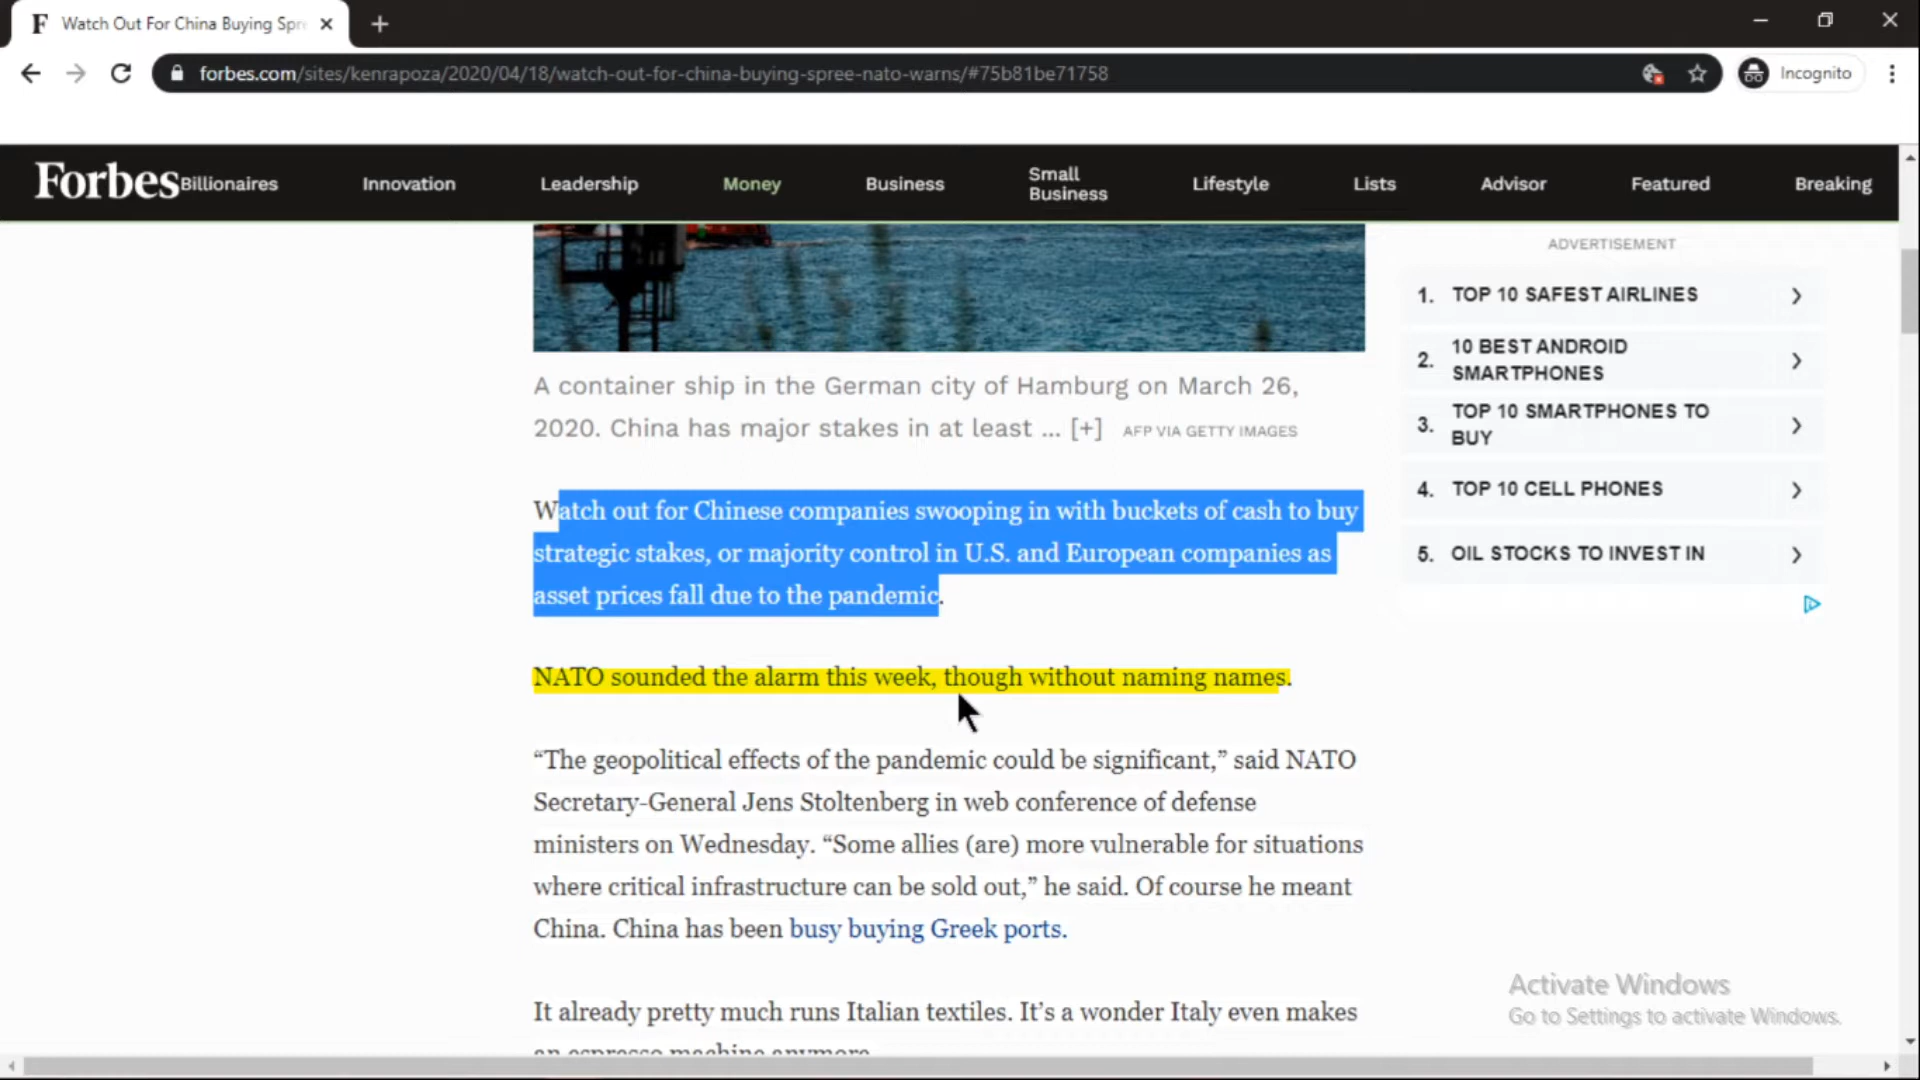 F Watch Out For China Buying Spre
forbes.com/sites/kenrapoza/2020/04/18/watch-out-for-china-buying-spree-nato-warns/#75b81be71758
Incognito
Forbes Billionaires Innovation Leadership Money Business Small Business Lifestyle Lists Advisor Featured Breaking
ADVERTISEMENT
1. TOP 10 SAFEST AIRLINES
2. 10 BEST ANDROID
SMARTPHONES
3. TOP 10 SMARTPHONES TO
BUY
4. TOP 10 CELL PHONES
5. OIL STOCKS TO INVEST IN
A container ship in the German city of Hamburg on March 26,
2020. China has major stakes in at least ... [+] AFP VIA GETTY IMAGES
Watch out for Chinese companies swooping in with buckets of cash to buy
strategic stakes, or majority control in U.S. and European companies as
asset prices fall due to the pandemic.
NATO sounded the alarm this week, though without naming names.
“The geopolitical effects of the pandemic could be significant,” said NATO
Secretary-General Jens Stoltenberg in web conference of defense
ministers on Wednesday. “Some allies (are) more vulnerable for situations
where critical infrastructure can be sold out,” he said. Of course he meant
China. China has been busy buying Greek ports.
It already pretty much runs Italian textiles. It’s a wonder Italy even makes
an espresso machine anymore.
Activate Windows
Go to Settings to activate Windows.